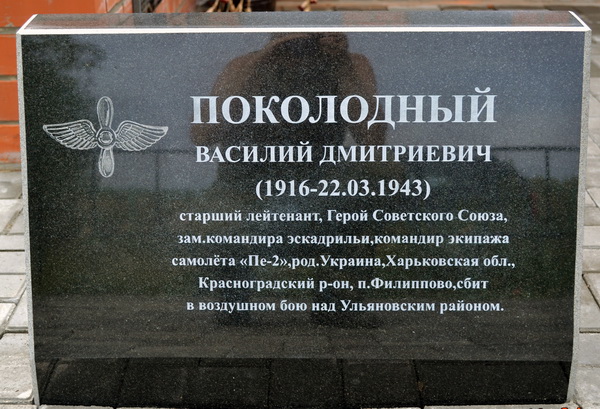 ПОКОЛОДНЫЙ
ВАСИЛИЙ ДМИТРИЕВИЧ
(1916-22.03.1943)
старший лейтенант, Герой Советского Союза,
зам.командира эскадрильи,командир экипажа
самолёта «Пе-2»,род.Украина,Харьковская обл.,
Красноградский р-он, п.Филиппово,сбит
в воздушном бою над Ульяновским районом.